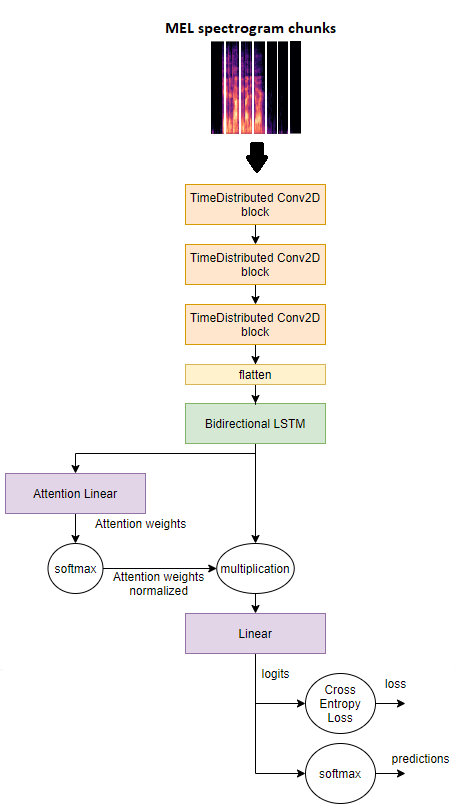 MEL spectrogram chunks
TimeDistributed Conv2D
block
TimeDistributed Conv2D
block
TimeDistributed Conv2D
block
flatten
Bidirectional LSTM
Attention Linear
Attention weights
softmax
Attention weights
normalized
multiplication
Linear
logits
Cross
Entropy
Loss
loss
softmax
predictions